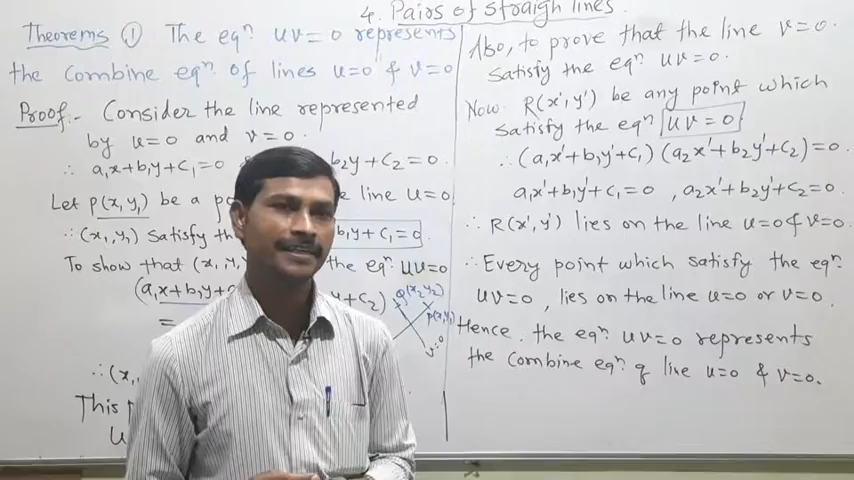 4. Pairs of straigh lines.
Theorems ① The eqⁿ uv=0 represents
the combine eqⁿ of lines u=0 & v=0
Proof.- Consider the line represented
by u=0 and v=0.
∴ a₁x+b₁y+c₁=0 b₂y+c₂=0.
Let P(x₁y₁) be a line u=0.
∴ (x₁,y₁) Satisfy th b₁y+c₁=0
To show that (x₁,y₁ the eqⁿ uv=0
(a₁x+b₁y+c y+c₂)
=
Q(x₂y₂)
P(x₁y₁)
v=0
∴ (x₁,
This
u
Also, to prove that the line v=0.
Satisfy the eqⁿ uv=0.
Now R(x',y') be any point which
satisfy the eqⁿ uv=0
∴ (a₁x'+b₁y'+c₁) (a₂x'+b₂y'+c₂)=0.
a₁x'+b₁y'+c₁=0 , a₂x'+b₂y'+c₂=0.
∴ R(x',y') lies on the line u=0 & v=0.
∴ Every point which satisfy the eqⁿ
uv=0, lies on the line u=0 or v=0.
Hence. the eqⁿ uv=0 represents
the combine eqⁿ of line u=0 & v=0.